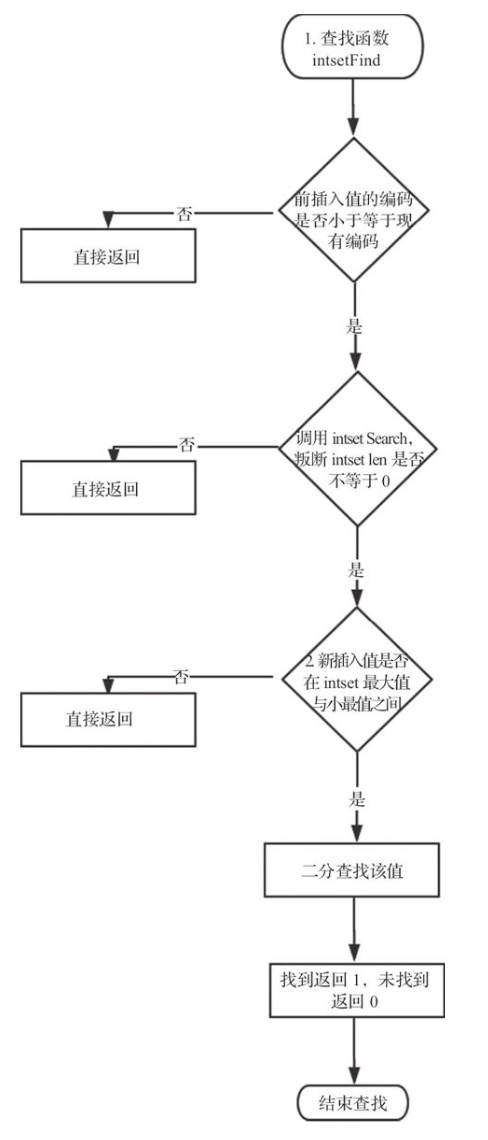 1. 查找函数
intsetFind
前插入值的编码
是否小于等于现
有编码
否
直接返回
是
调用 intset Search,
叛断 intset len 是否
不等于 0
否
直接返回
是
2. 新插入值是否
在 intset 最大值
与小最值之间
否
直接返回
是
二分查找该值
找到返回 1，未找到
返回 0
结束查找